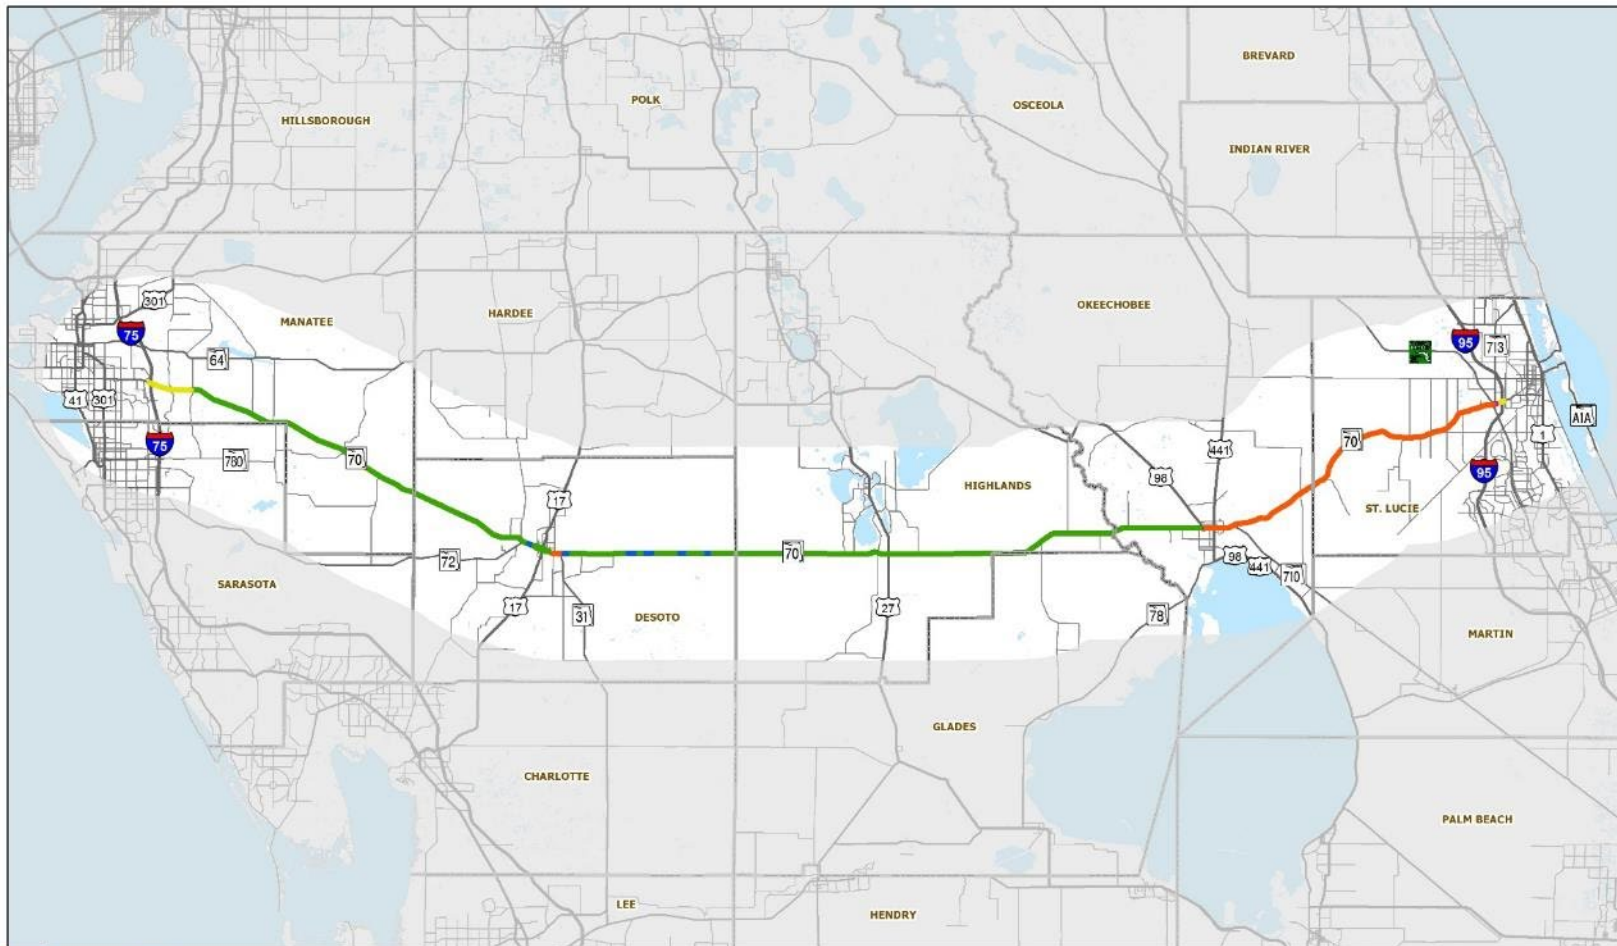 BREVARD
POLK
OSCEOLA
HILLSBOROUGH
INDIAN RIVER
301
MANATEE
HARDEE
OKEECHOBEE
75
95
713
64
41
301
A1A
70
1
441
75
780
70
98
95
17
HIGHLANDS
ST. LUCIE
72
70
98
441
710
SARASOTA
17
31
DESOTO
27
78
MARTIN
GLADES
CHARLOTTE
PALM BEACH
LEE
HENDRY